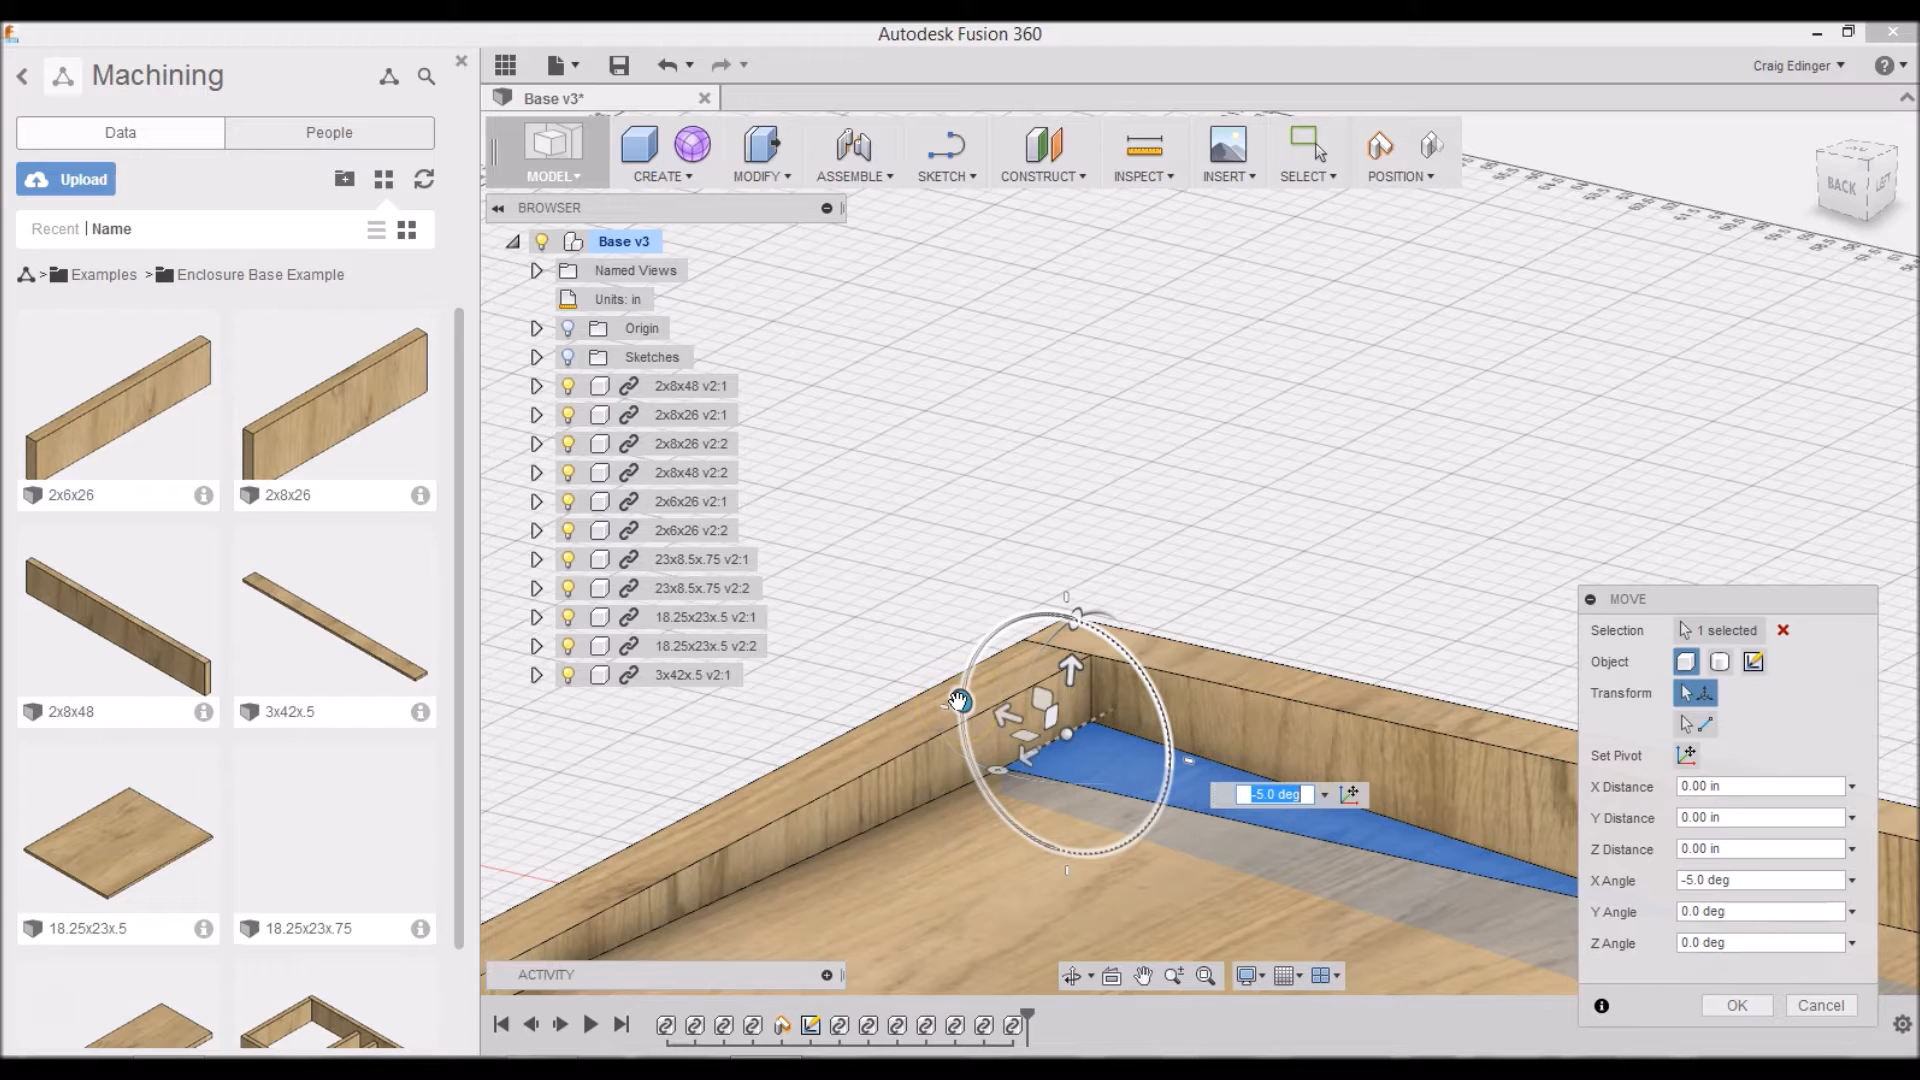 Autodesk Fusion 360
Machining
Craig Edinger
Base v3*
Data
People
Upload
MODEL
CREATE
MODIFY
ASSEMBLE
SKETCH
CONSTRUCT
INSPECT
INSERT
SELECT
POSITION
BACK
LEFT
Recent | Name
BROWSER
> Examples > Enclosure Base Example
Base v3
Named Views
Units: in
Origin
Sketches
2x8x48 v2:1
2x8x26 v2:1
2x8x26 v2:2
2x8x48 v2:2
2x6x26 v2:1
2x6x26 v2:2
23x8.5x.75 v2:1
23x8.5x.75 v2:2
18.25x23x.5 v2:1
18.25x23x.5 v2:2
3x42x.5 v2:1
2x6x26
2x8x26
2x8x48
3x42x.5
18.25x23x.5
18.25x23x.75
MOVE
Selection 1 selected
Object
Transform
Set Pivot
X Distance 0.00 in
Y Distance 0.00 in
Z Distance 0.00 in
X Angle -5.0 deg
Y Angle 0.0 deg
Z Angle 0.0 deg
OK
Cancel
-5.0 deg
ACTIVITY